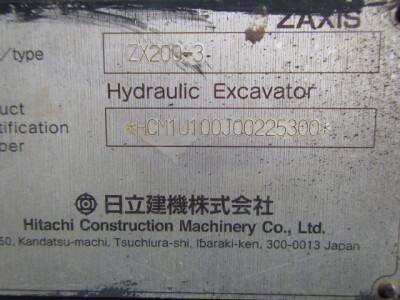 ZAXIS
/type ZX200-3
Hydraulic Excavator
duct
tification *HCM1U100J00225300*
ber
日立建機株式会社
Hitachi Construction Machinery Co., Ltd.
50, Kandatsu-machi, Tsuchiura-shi, Ibaraki-ken, 300-0013 Japan